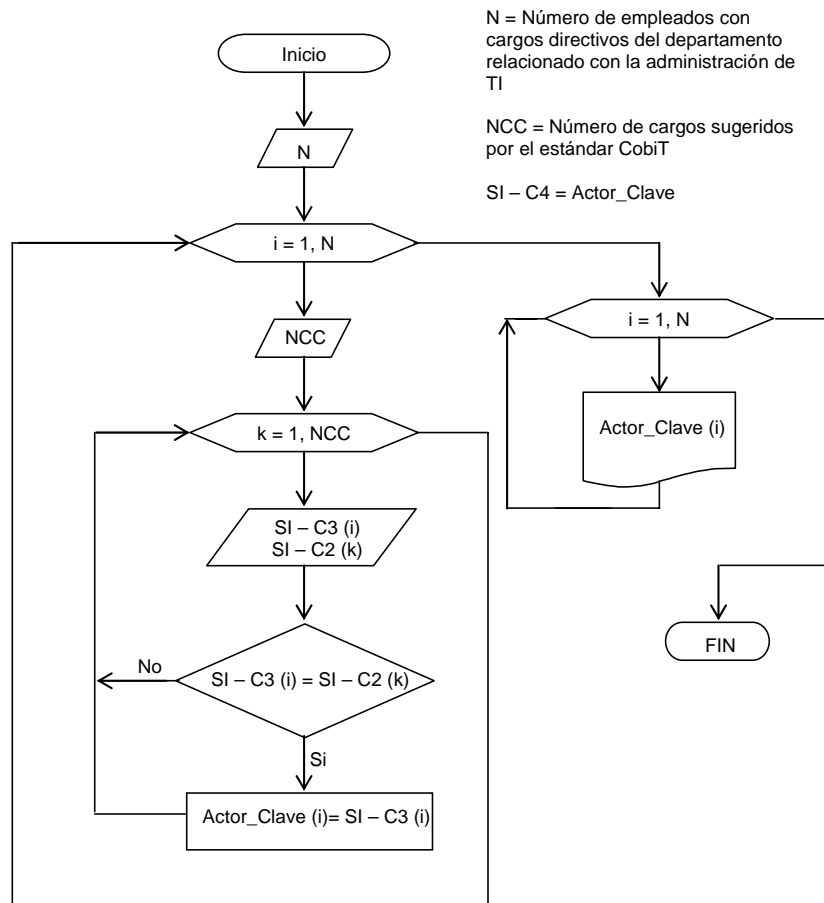 N = Número de empleados con
cargos directivos del departamento
relacionado con la administración de
TI
NCC = Número de cargos sugeridos
por el estándar CobiT
SI – C4 = Actor_Clave
Inicio
N
i = 1, N
NCC
k = 1, NCC
SI – C3 (i)
SI – C2 (k)
No
SI – C3 (i) = SI – C2 (k)
Si
Actor_Clave (i)= SI – C3 (i)
i = 1, N
Actor_Clave (i)
FIN